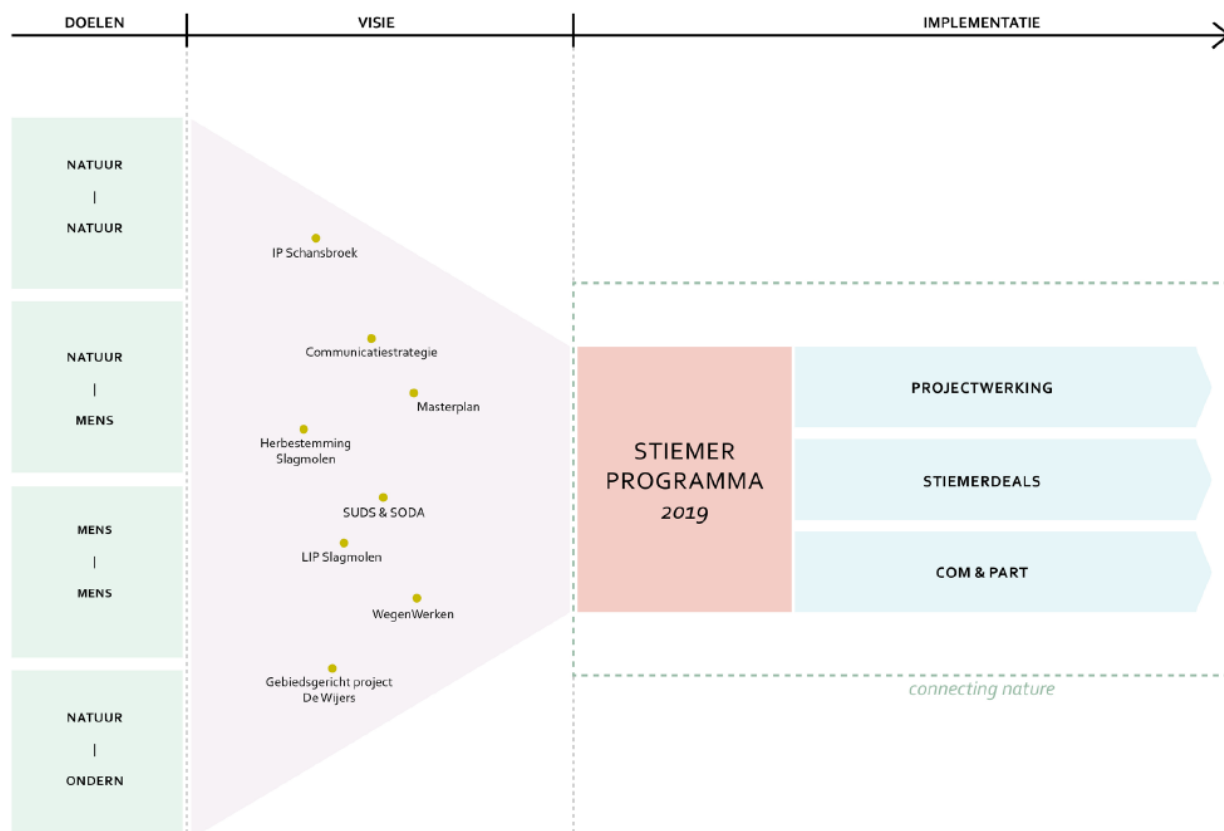 DOELEN
VISIE
IMPLEMENTATIE
NATUUR
|
NATUUR
NATUUR
|
MENS
MENS
|
MENS
NATUUR
|
ONDERN
IP Schansbroek
Communicatiestrategie
Masterplan
Herbestemming
Slagmolen
SUDS & SODA
LIP Slagmolen
WegenWerken
Gebiedsgericht project
De Wijers
STIEMER
PROGRAMMA
2019
PROJECTWERKING
STIEMERDEALS
COM & PART
connecting nature